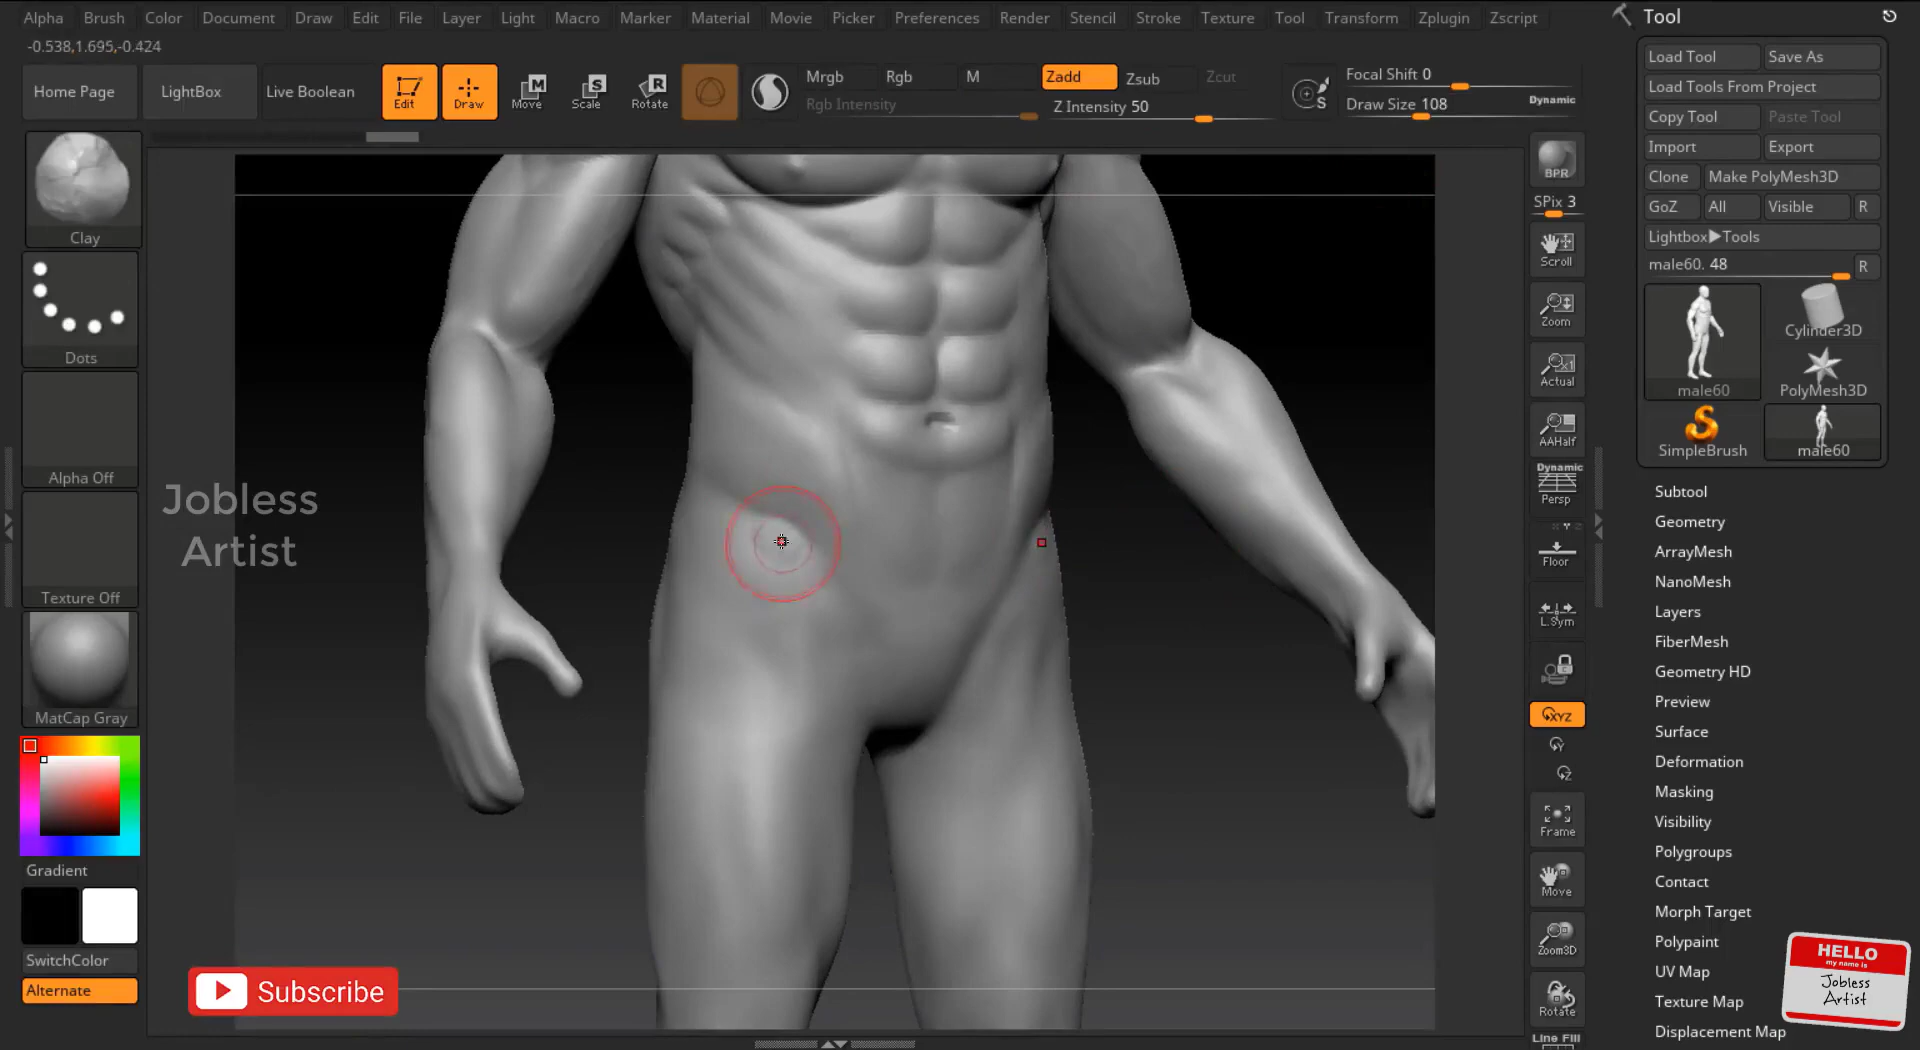 Alpha Brush Color Document Draw Edit File Layer Light Macro Marker Material Movie Picker Preferences Render Stencil Stroke Texture Tool Transform Zplugin Zscript
-0.538,1.695,-0.424
Home Page LightBox Live Boolean Edit Draw Move Scale Rotate
M S R
Mrgb Rgb M Zadd Zsub Zcut
Rgb Intensity Z Intensity 50
S
Focal Shift 0
Draw Size 108 Dynamic
Clay
Dots
Alpha Off
Texture Off
MatCap Gray
Gradient
SwitchColor
Alternate
Jobless
Artist
Subscribe
BPR
SPix 3
Scroll
Zoom
Actual
AAHalf
Dynamic
Persp
Floor
L.Sym
XYZ
Y
Z
Frame
Move
Zoom3D
Rotate
Line Fill
Tool
Load Tool Save As
Load Tools From Project
Copy Tool Paste Tool
Import Export
Clone Make PolyMesh3D
GoZ All Visible R
Lightbox▶Tools
male60. 48 R
male60 Cylinder3D
PolyMesh3D
SimpleBrush male60
Subtool
Geometry
ArrayMesh
NanoMesh
Layers
FiberMesh
Geometry HD
Preview
Surface
Deformation
Masking
Visibility
Polygroups
Contact
Morph Target
Polypaint
UV Map
Texture Map
Displacement Map
HELLO
my name is
Jobless
Artist